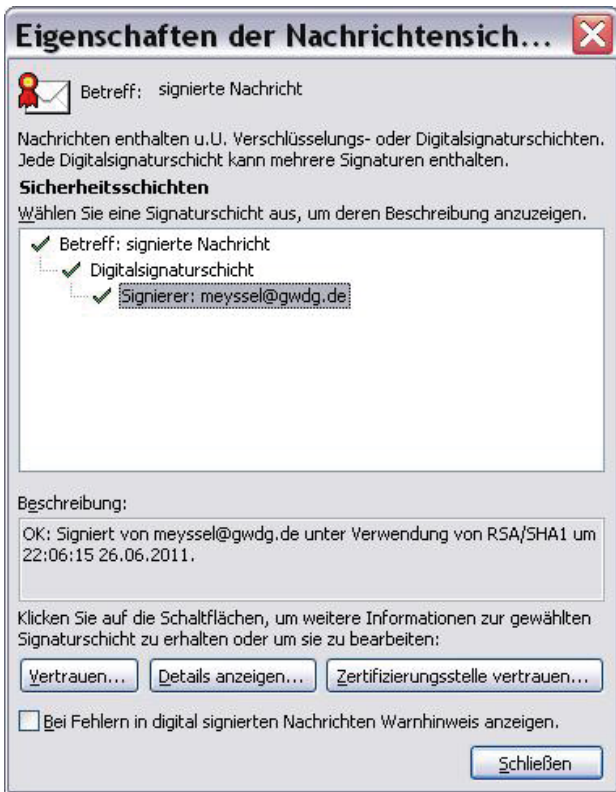 Eigenschaften der Nachrichtensich...
Betreff: signierte Nachricht
Nachrichten enthalten u.U. Verschlüsselungs- oder Digitalsignaturschichten.
Jede Digitalsignaturschicht kann mehrere Signaturen enthalten.
Sicherheitsschichten
Wählen Sie eine Signaturschicht aus, um deren Beschreibung anzuzeigen.
Betreff: signierte Nachricht
Digitalsignaturschicht
Signierer: meyssel@gwdg.de
Beschreibung:
OK: Signiert von meyssel@gwdg.de unter Verwendung von RSA/SHA1 um
22:06:15 26.06.2011.
Klicken Sie auf die Schaltflächen, um weitere Informationen zur gewählten
Signaturschicht zu erhalten oder um sie zu bearbeiten:
Vertrauen... Details anzeigen... Zertifizierungsstelle vertrauen...
Bei Fehlern in digital signierten Nachrichten Warnhinweis anzeigen.
Schließen